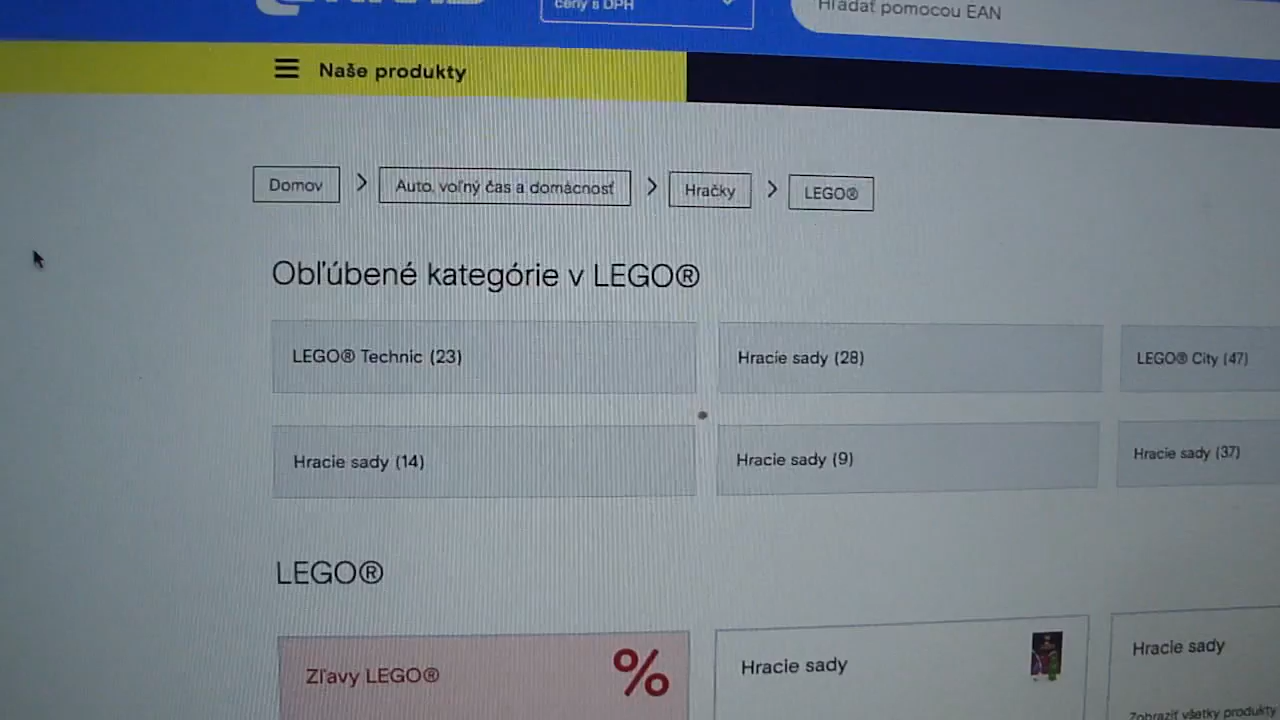 ceny s DPH
Hľadať pomocou EAN
Naše produkty
Domov
Auto, voľný čas a domácnosť
Hračky
LEGO®
Obľúbené kategórie v LEGO®
LEGO® Technic (23)
Hracie sady (28)
LEGO® City (47)
Hracie sady (14)
Hracie sady (9)
Hracie sady (37)
LEGO®
Zľavy LEGO®
%
Hracie sady
Hracie sady
Zobraziť všetky produkty